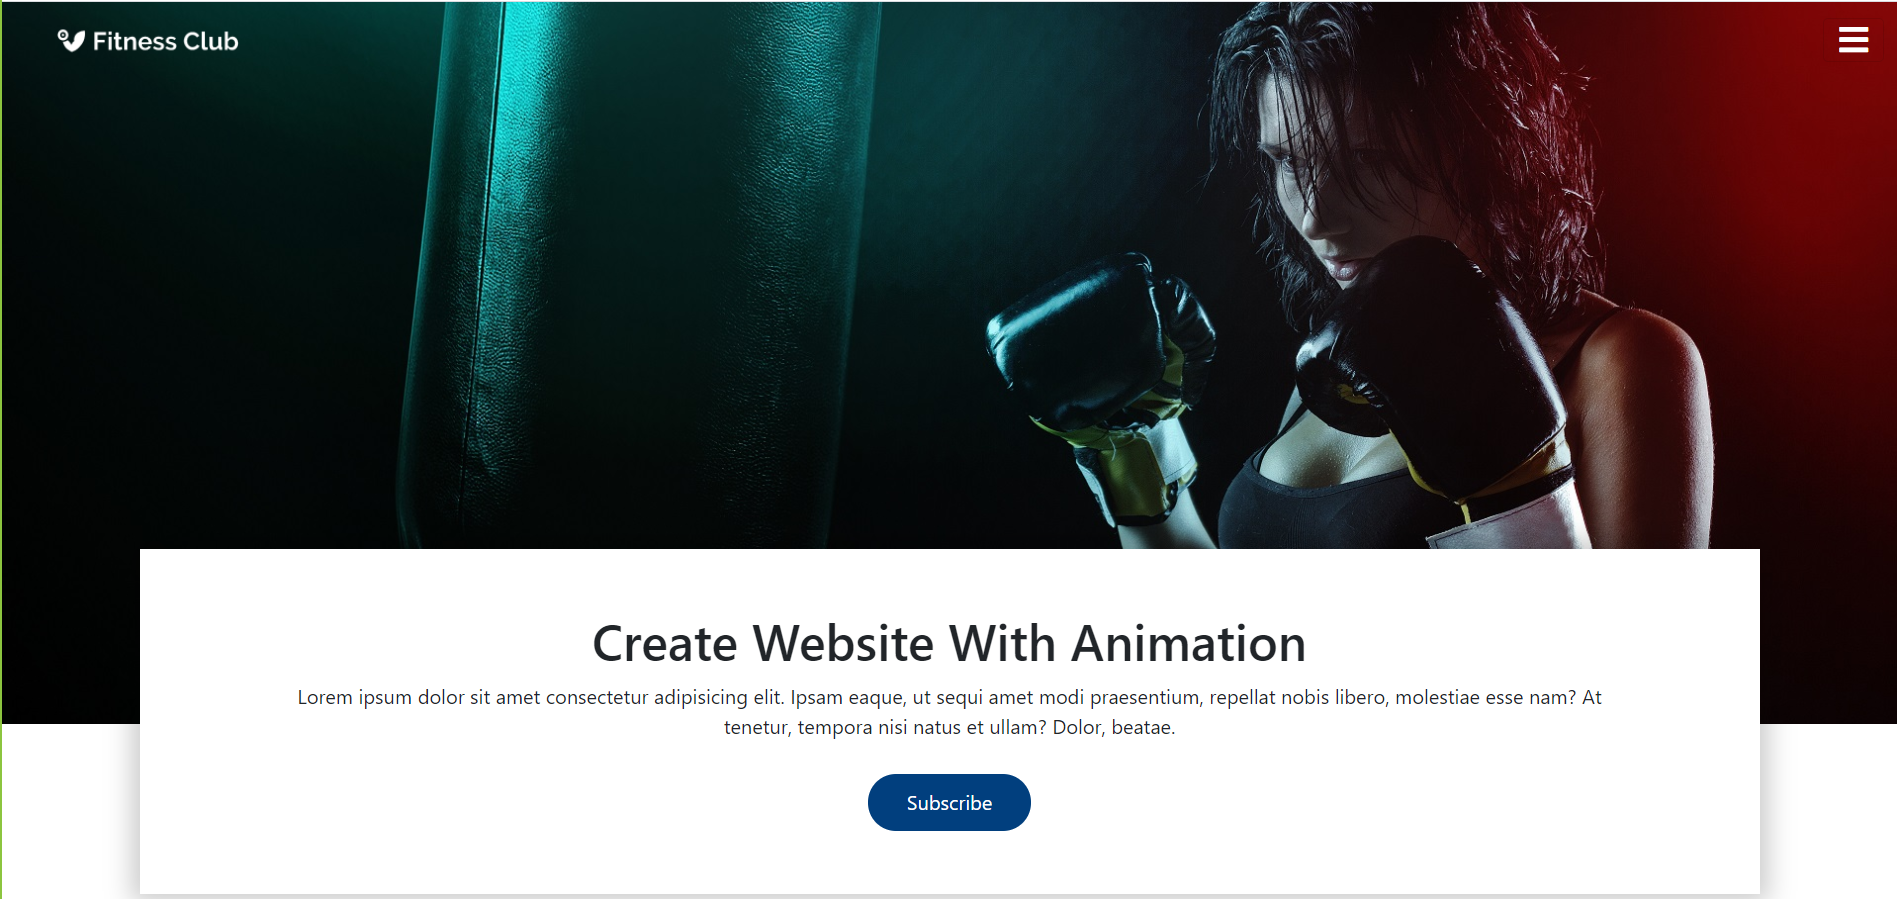 Fitness Club
Create Website With Animation
Lorem ipsum dolor sit amet consectetur adipisicing elit. Ipsam eaque, ut sequi amet modi praesentium, repellat nobis libero, molestiae esse nam? At
tenetur, tempora nisi natus et ullam? Dolor, beatae.
Subscribe